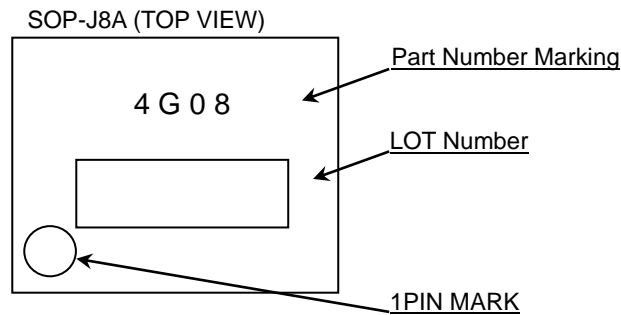 SOP-J8A (TOP VIEW)
Part Number Marking
4 G 0 8
LOT Number
1PIN MARK